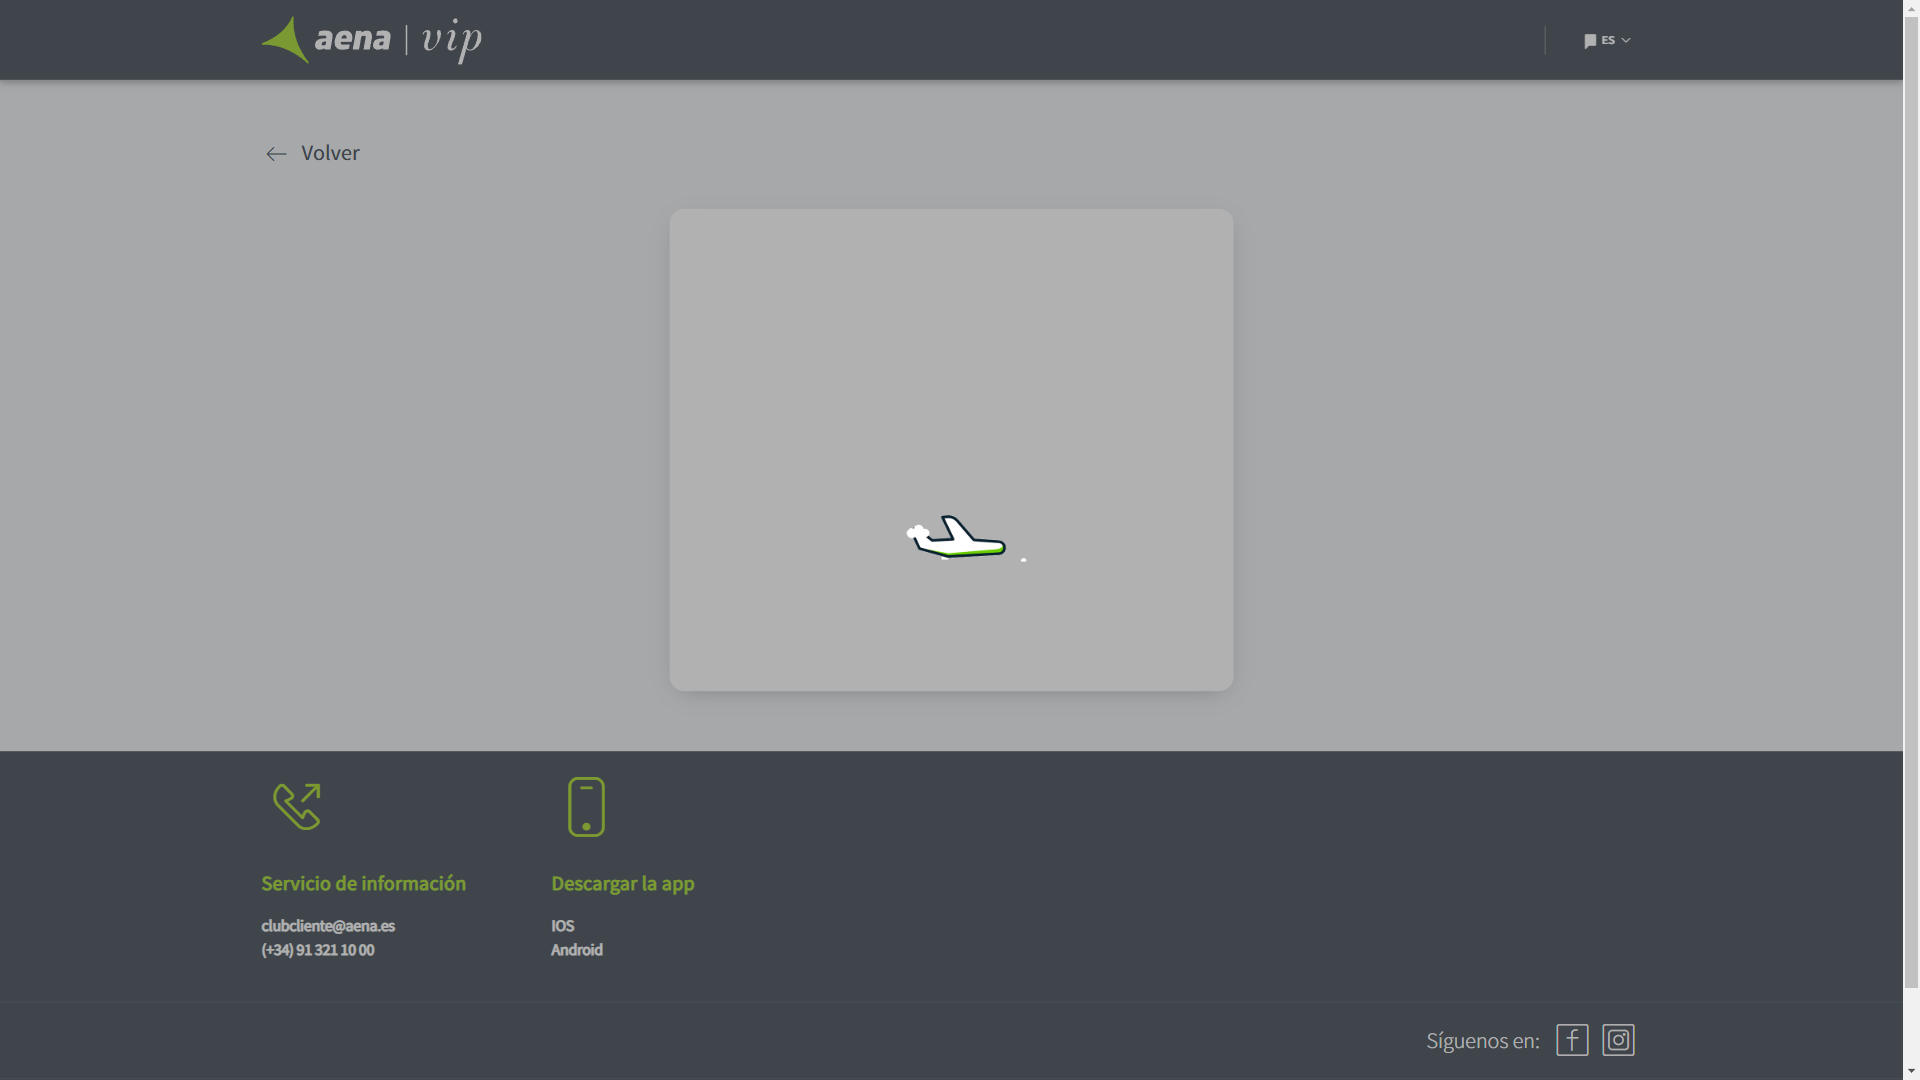 aena | vip
ES
Volver
Servicio de información
clubcliente@aena.es
(+34) 91 321 10 00
Descargar la app
IOS
Android
Síguenos en: